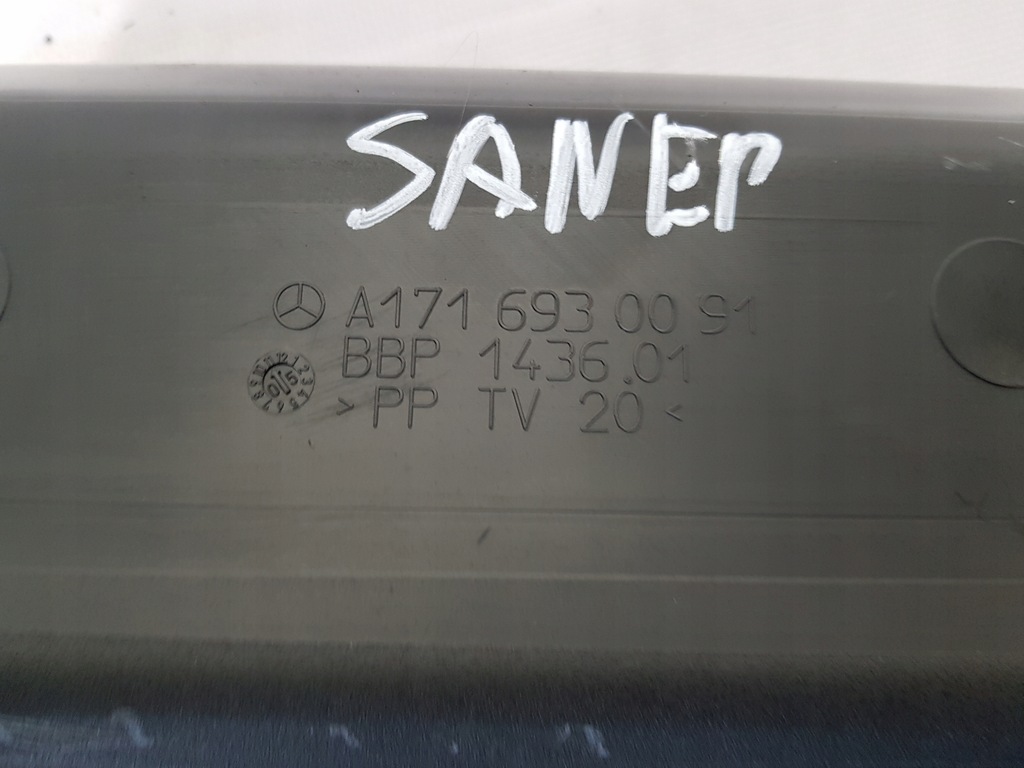 SANEP
A171 693 00 91
BBP 1436.01
> PP TV 20 <